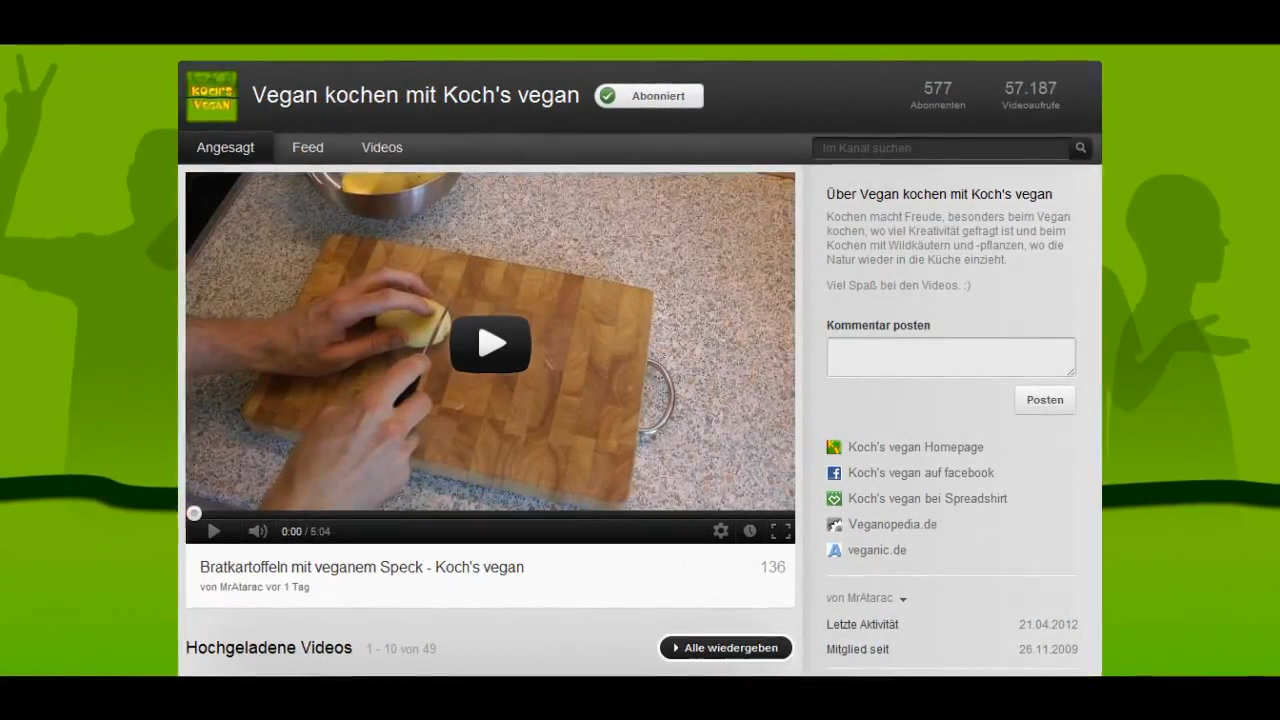 KOCH'S
VEGAN
Vegan kochen mit Koch's vegan
Abonniert
577
Abonnenten
57.187
Videoaufrufe
Angesagt
Feed
Videos
Im Kanal suchen
0:00 / 5:04
Bratkartoffeln mit veganem Speck - Koch's vegan
136
von MrAtarac vor 1 Tag
Hochgeladene Videos
1 - 10 von 49
Alle wiedergeben
Über Vegan kochen mit Koch's vegan
Kochen macht Freude, besonders beim Vegan
kochen, wo viel Kreativität gefragt ist und beim
Kochen mit Wildkäutern und -pflanzen, wo die
Natur wieder in die Küche einzieht.
Viel Spaß bei den Videos. :)
Kommentar posten
Posten
Koch's vegan Homepage
Koch's vegan auf facebook
Koch's vegan bei Spreadshirt
Veganopedia.de
veganic.de
von MrAtarac
Letzte Aktivität
21.04.2012
Mitglied seit
26.11.2009